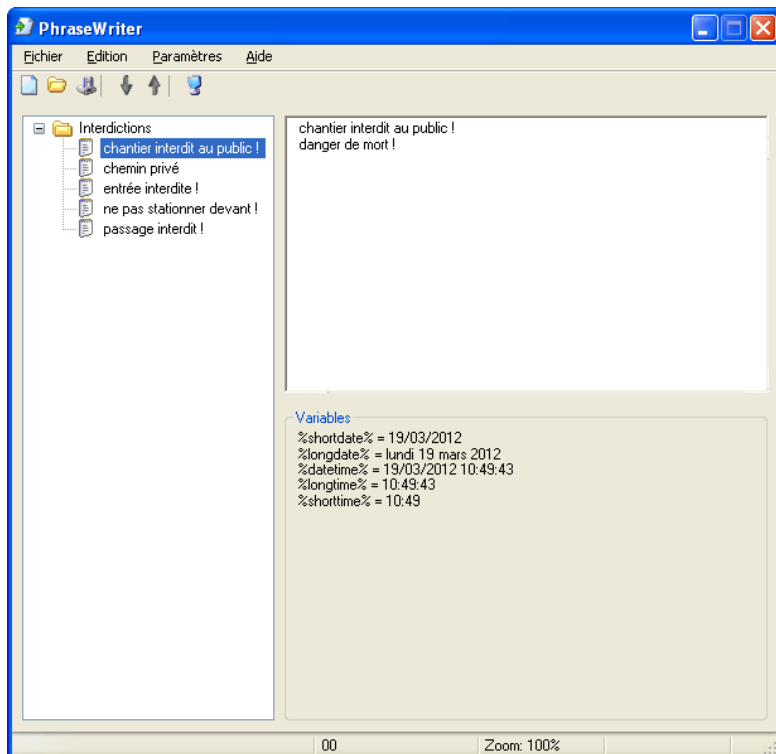 PhraseWriter
Fichier Edition Paramètres Aide
Interdictions
chantier interdit au public !
chemin privé
entrée interdite !
ne pas stationner devant !
passage interdit !
chantier interdit au public !
danger de mort !
Variables
%shortdate% = 19/03/2012
%longdate% = lundi 19 mars 2012
%datetime% = 19/03/2012 10:49:43
%longtime% = 10:49:43
%shorttime% = 10:49
00 Zoom: 100%